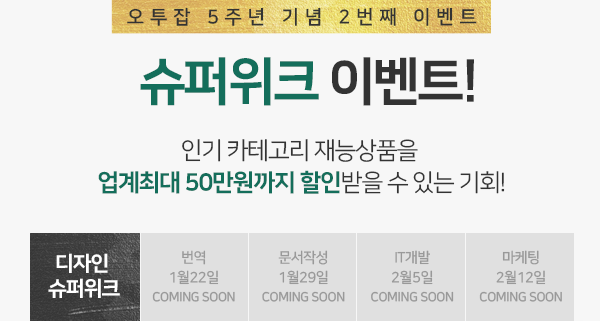 오투잡 5주년 기념 2번째 이벤트
슈퍼위크 이벤트!
인기 카테고리 재능상품을
업계최대 50만원까지 할인받을 수 있는 기회!
디자인
슈퍼위크
번역
1월22일
COMING SOON
문서작성
1월29일
COMING SOON
IT개발
2월5일
COMING SOON
마케팅
2월12일
COMING SOON